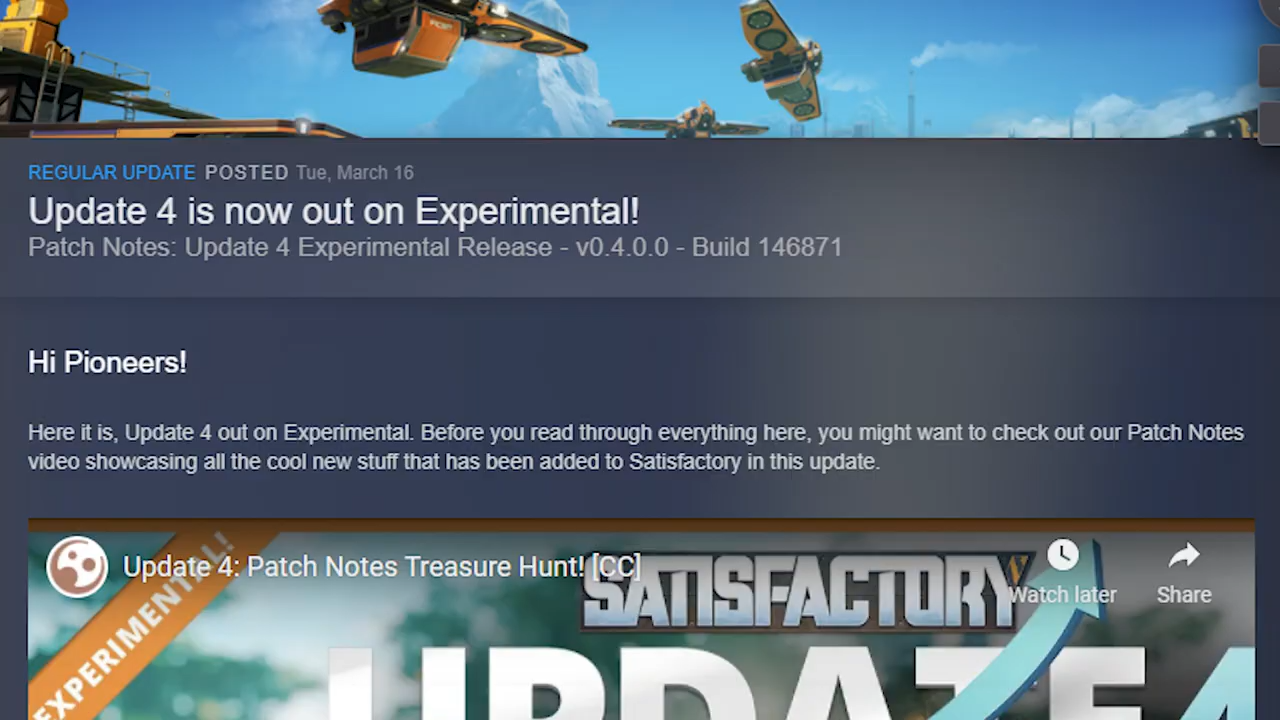 REGULAR UPDATE POSTED Tue, March 16
Update 4 is now out on Experimental!
Patch Notes: Update 4 Experimental Release - v0.4.0.0 - Build 146871
Hi Pioneers!
Here it is, Update 4 out on Experimental. Before you read through everything here, you might want to check out our Patch Notes
video showcasing all the cool new stuff that has been added to Satisfactory in this update.
Update 4: Patch Notes Treasure Hunt! [CC]
Watch later
Share
EXPERIMENTAL!
SATISFACTORY
UPDATE 4